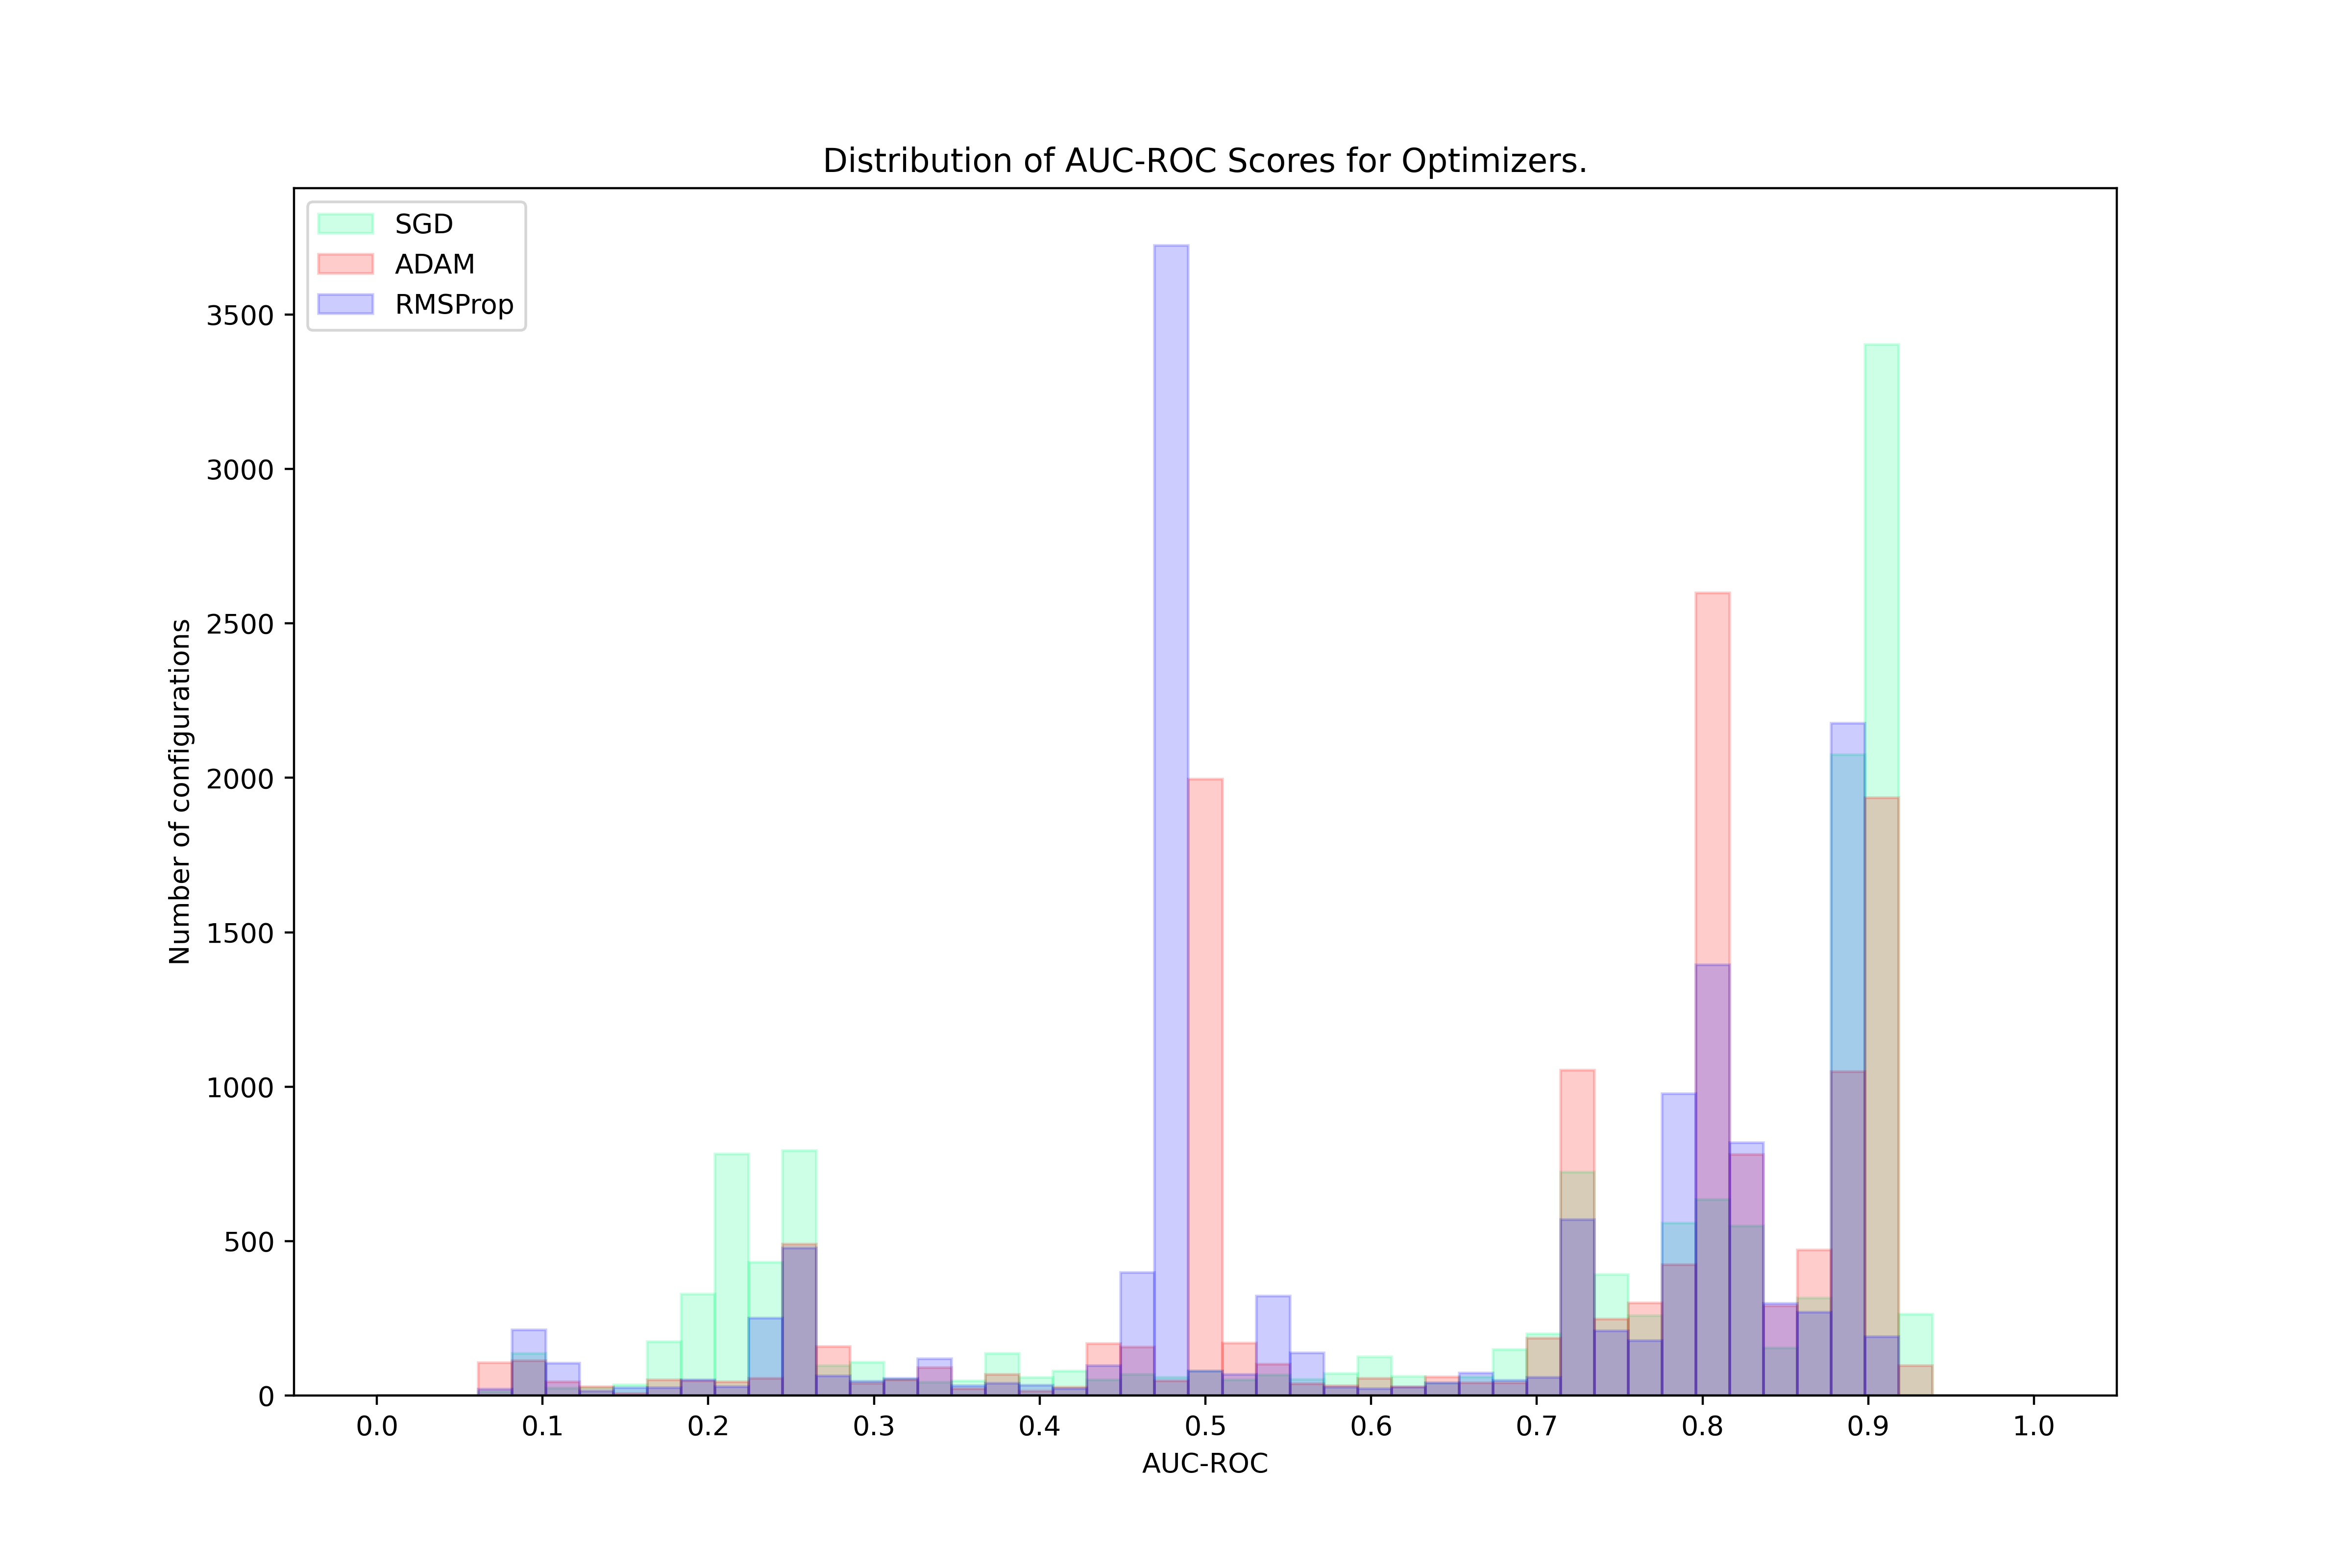 Distribution of AUC-ROC Scores for Optimizers.
SGD
ADAM
RMSProp
Number of configurations
3500
3000
2500
2000
1500
1000
500
0
0.0 0.1 0.2 0.3 0.4 0.5 0.6 0.7 0.8 0.9 1.0
AUC-ROC